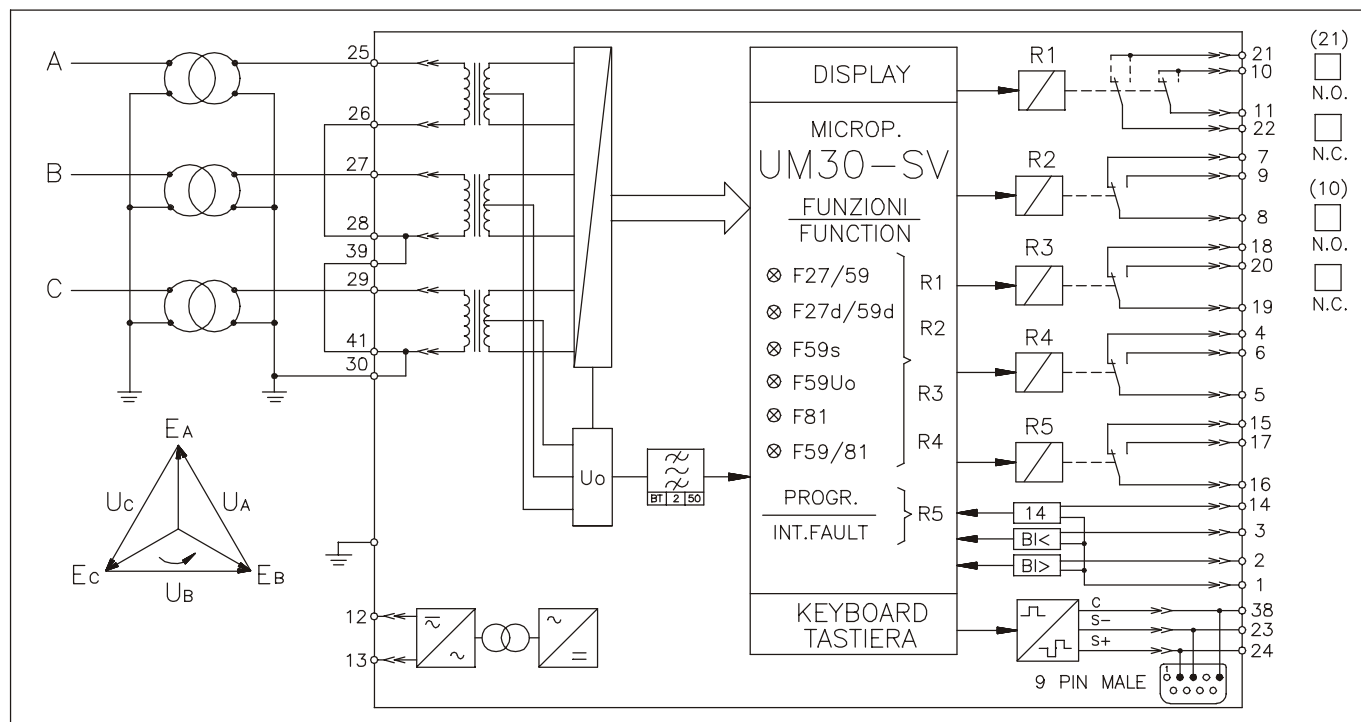 A
B
C
25
26
27
28
39
29
41
30
12
13
EA
UC
UA
EC
UB
EB
Uo
BT 2 50
DISPLAY
MICROP.
UM30-SV
FUNZIONI
FUNCTION
F27/59
F27d/59d
F59s
F59Uo
F81
F59/81
R1
R2
R3
R4
PROGR.
INT.FAULT
R5
KEYBOARD
TASTIERA
R1
R2
R3
R4
R5
14
BI<
BI>
C
S-
S+
9 PIN MALE
1
21
10
11
22
7
9
8
18
20
19
4
6
5
15
17
16
14
3
2
1
38
23
24
(21)
N.O.
N.C.
(10)
N.O.
N.C.